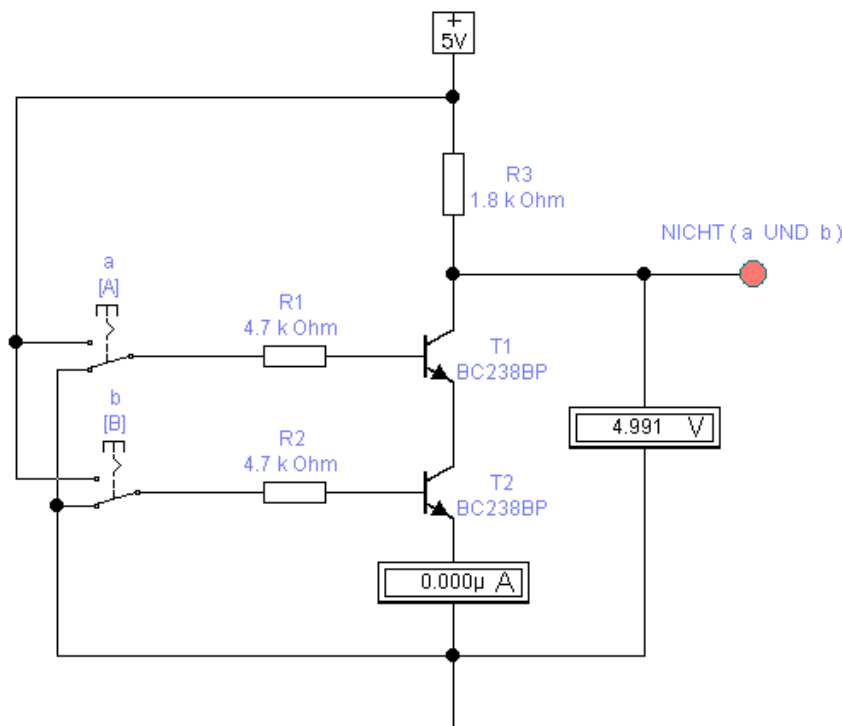 +
5V
R3
1.8 k Ohm
NICHT ( a UND b )
a
[A]
R1
4.7 k Ohm
T1
BC238BP
b
[B]
4.991 V
R2
4.7 k Ohm
T2
BC238BP
0.000µ A